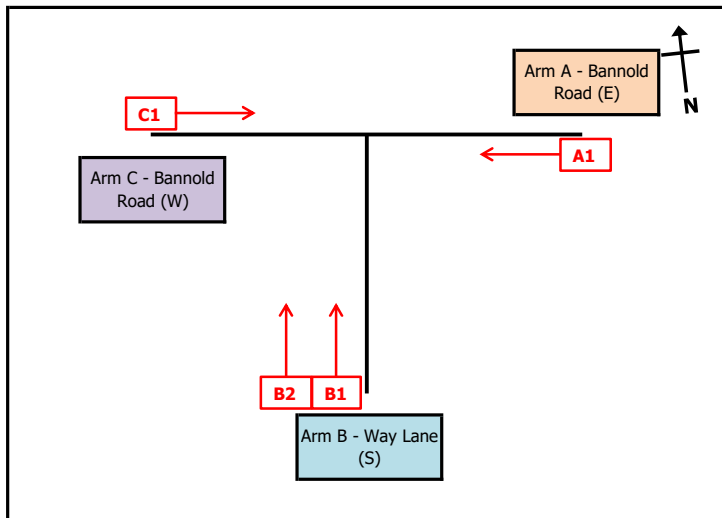 Arm A - Bannold
Road (E)
N
C1
A1
Arm C - Bannold
Road (W)
B2
B1
Arm B - Way Lane
(S)